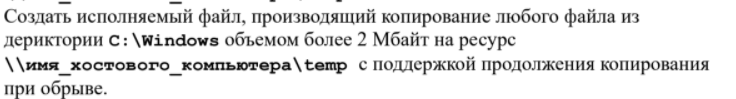 Создать исполняемый файл, производящий копирование любого файла из
дериктории C:\Windows объемом более 2 Мбайт на ресурс
\\имя_хостового_компьютера\temp с поддержкой продолжения копирования
при обрыве.